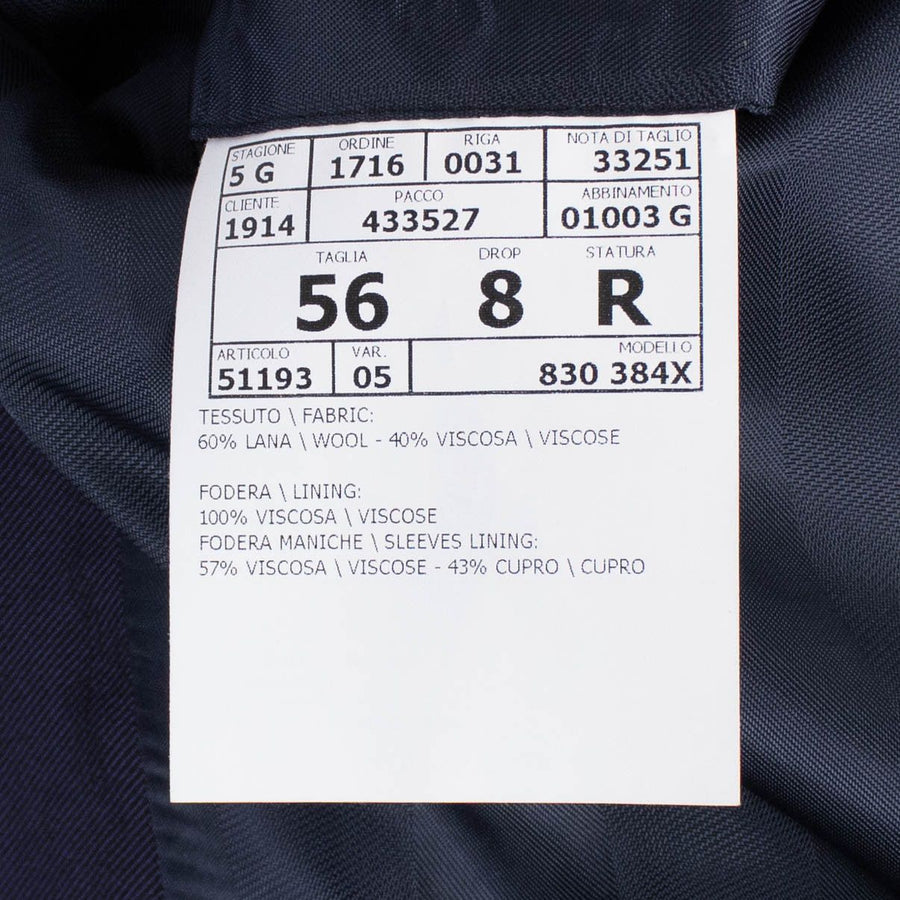 STAGIONE ORDINE RIGA NOTA DI TAGLIO
5 G 1716 0031 33251
CLIENTE PACCO ABBINAMENTO
1914 433527 01003 G
TAGLIA DROP STATURA
56 8 R
ARTICOLO VAR. MODELLO
51193 05 830 384X
TESSUTO \ FABRIC:
60% LANA \ WOOL - 40% VISCOSA \ VISCOSE
FODERA \ LINING:
100% VISCOSA \ VISCOSE
FODERA MANICHE \ SLEEVES LINING:
57% VISCOSA \ VISCOSE - 43% CUPRO \ CUPRO